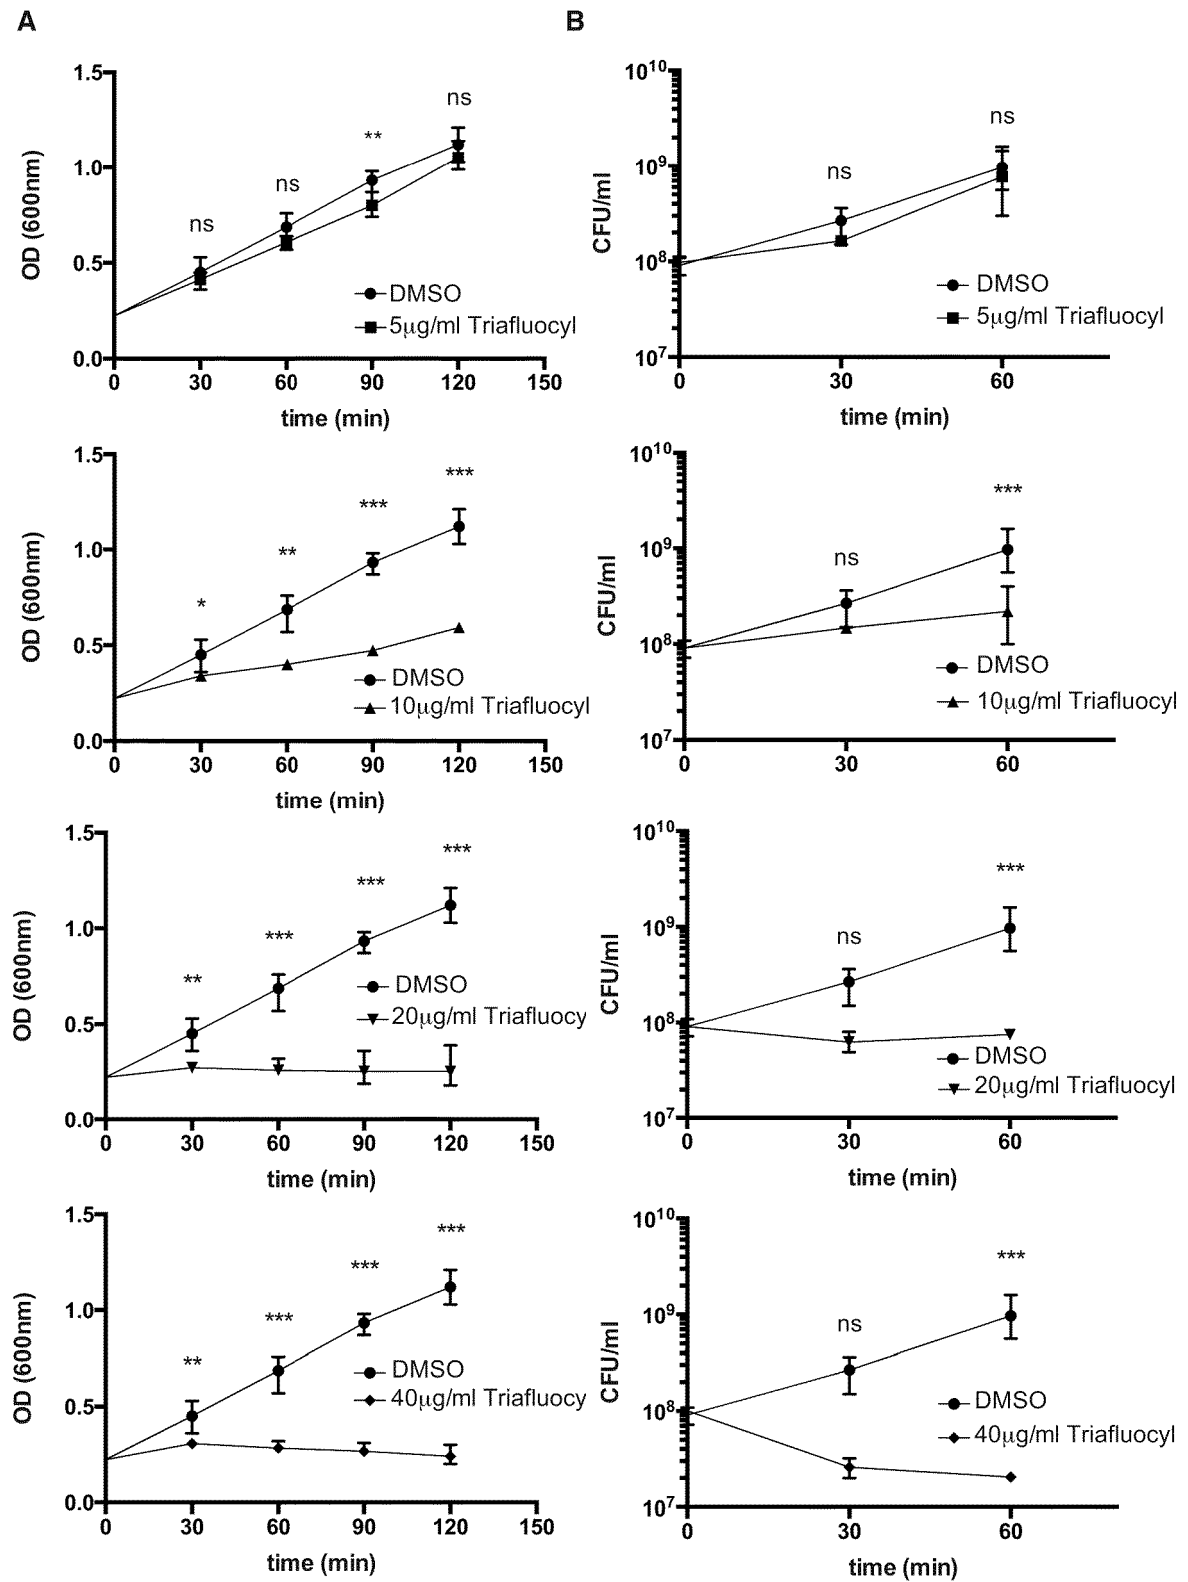 A
1.5
1.0
0.5
0.0
OD (600nm)
ns
ns
**
ns
DMSO
5μg/ml Triafluocyl
0 30 60 90 120 150
time (min)
B
10^10
10^9
10^8
10^7
CFU/ml
ns
ns
DMSO
5μg/ml Triafluocyl
0 30 60
time (min)
1.5
1.0
0.5
0.0
OD (600nm)
*
**
***
***
DMSO
10μg/ml Triafluocyl
0 30 60 90 120 150
time (min)
10^10
10^9
10^8
10^7
CFU/ml
ns
***
DMSO
10μg/ml Triafluocyl
0 30 60
time (min)
1.5
1.0
0.5
0.0
OD (600nm)
**
***
***
***
DMSO
20μg/ml Triafluocy
0 30 60 90 120 150
time (min)
10^10
10^9
10^8
10^7
CFU/ml
ns
***
DMSO
20μg/ml Triafluocyl
0 30 60
time (min)
1.5
1.0
0.5
0.0
OD (600nm)
**
***
***
***
DMSO
40μg/ml Triafluocy
0 30 60 90 120 150
time (min)
10^10
10^9
10^8
10^7
CFU/ml
ns
***
DMSO
40μg/ml Triafluocyl
0 30 60
time (min)